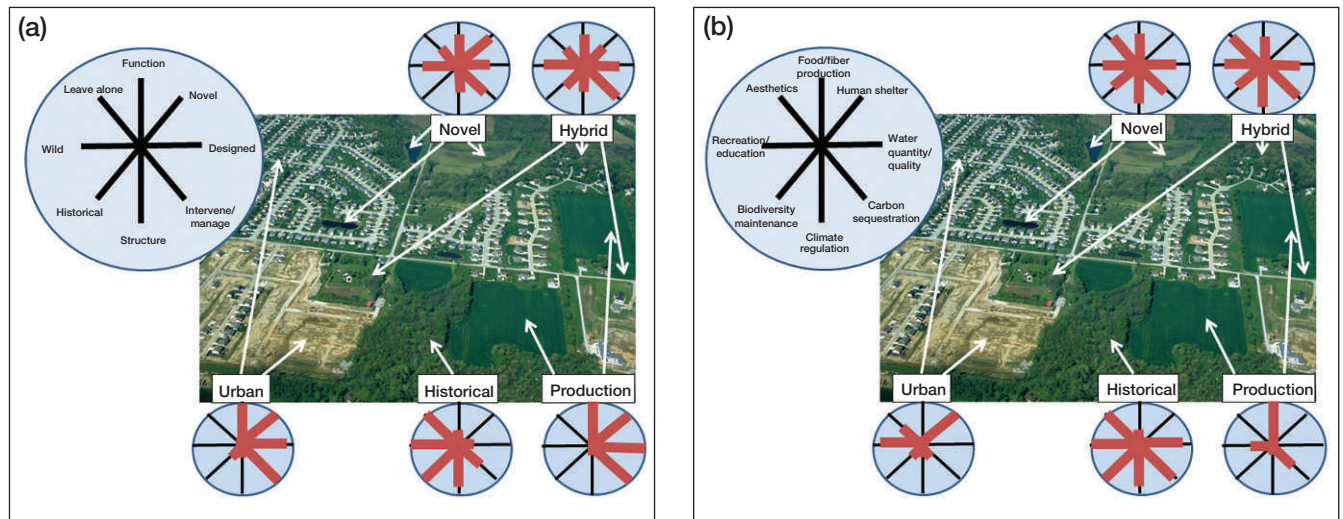 (a)
Function
Leave alone
Novel
Wild
Designed
Historical
Intervene/
manage
Structure
Novel
Hybrid
Urban
Historical
Production
(b)
Food/fiber
production
Aesthetics
Human shelter
Recreation/
education
Water
quantity/
quality
Biodiversity
maintenance
Carbon
sequestration
Climate
regulation
Novel
Hybrid
Urban
Historical
Production